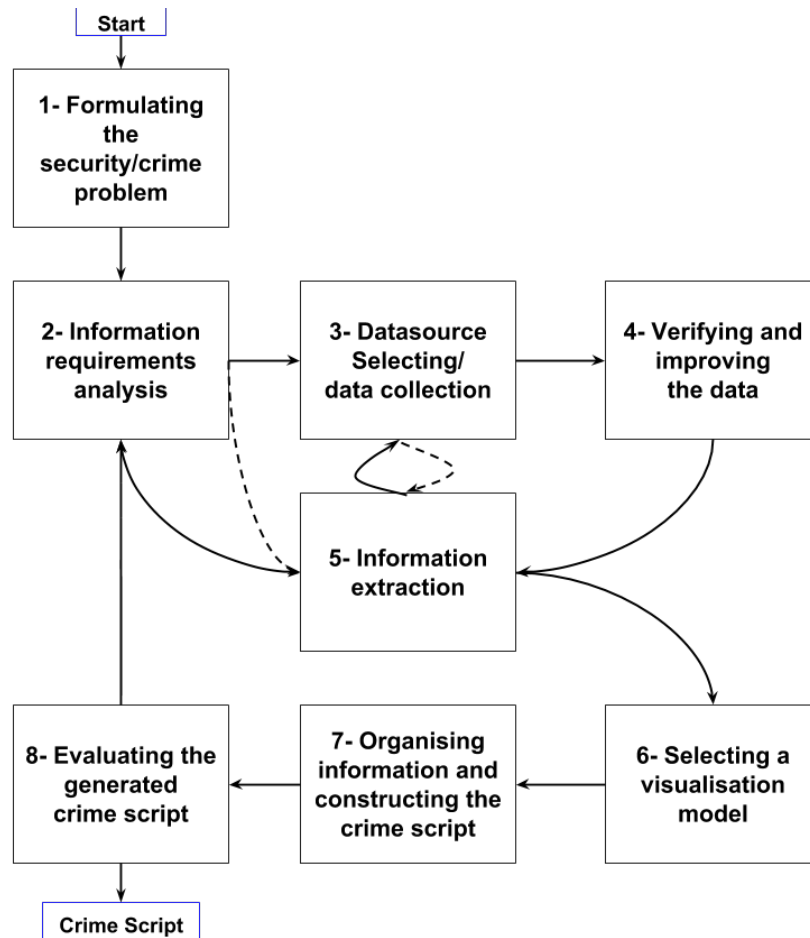 Start
1- Formulating
the
security/crime
problem
2- Information
requirements
analysis
3- Datasource
Selecting/
data collection
4- Verifying and
improving
the data
5- Information
extraction
8- Evaluating the
generated
crime script
7- Organising
information and
constructing the
crime script
6- Selecting a
visualisation
model
Crime Script